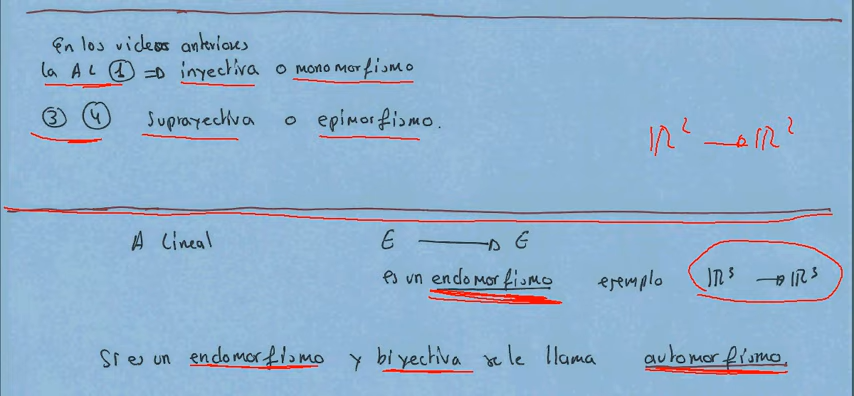 En los videos anteriores
la AL ① ⇒ inyectiva o monomorfismo
③ ④ suprayectiva o epimorfismo.
ℝ² → ℝ²
A Lineal E → E
es un endomorfismo ejemplo ℝ³ → ℝ³
Si es un endomorfismo y biyectiva se le llama automorfismo.